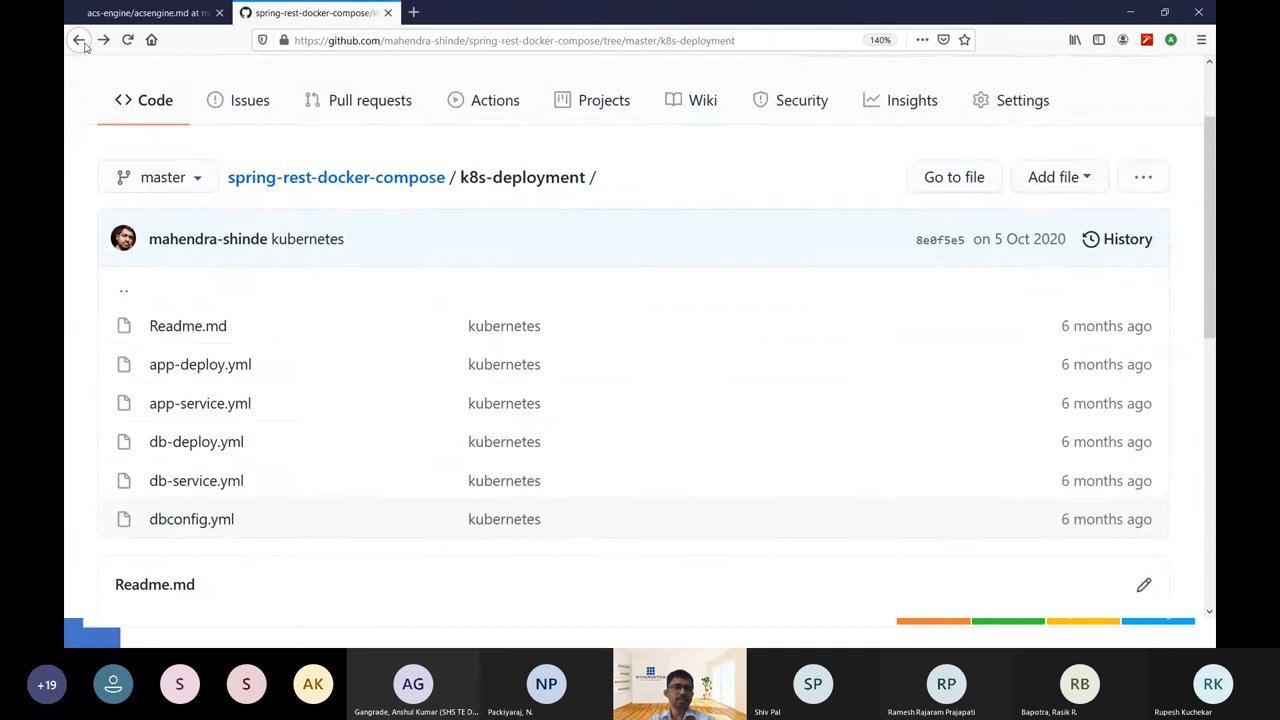 acs-engine/acsengine.md at m
spring-rest-docker-compose/k
https://github.com/mahendra-shinde/spring-rest-docker-compose/tree/master/k8s-deployment
140%
Code
Issues
Pull requests
Actions
Projects
Wiki
Security
Insights
Settings
master
spring-rest-docker-compose / k8s-deployment /
Go to file
Add file
mahendra-shinde kubernetes
8e0f5e5 on 5 Oct 2020
History
..
Readme.md kubernetes 6 months ago
app-deploy.yml kubernetes 6 months ago
app-service.yml kubernetes 6 months ago
db-deploy.yml kubernetes 6 months ago
db-service.yml kubernetes 6 months ago
dbconfig.yml kubernetes 6 months ago
Readme.md
+19
S
S
AK
AG
NP
SP
RP
RB
RK
Gangrade, Anshul Kumar (SHS TE D...
Packiyaraj, N.
SYNERGETICS
Shiv Pal
Ramesh Rajaram Prajapati
Bapotra, Rasik R.
Rupesh Kuchekar